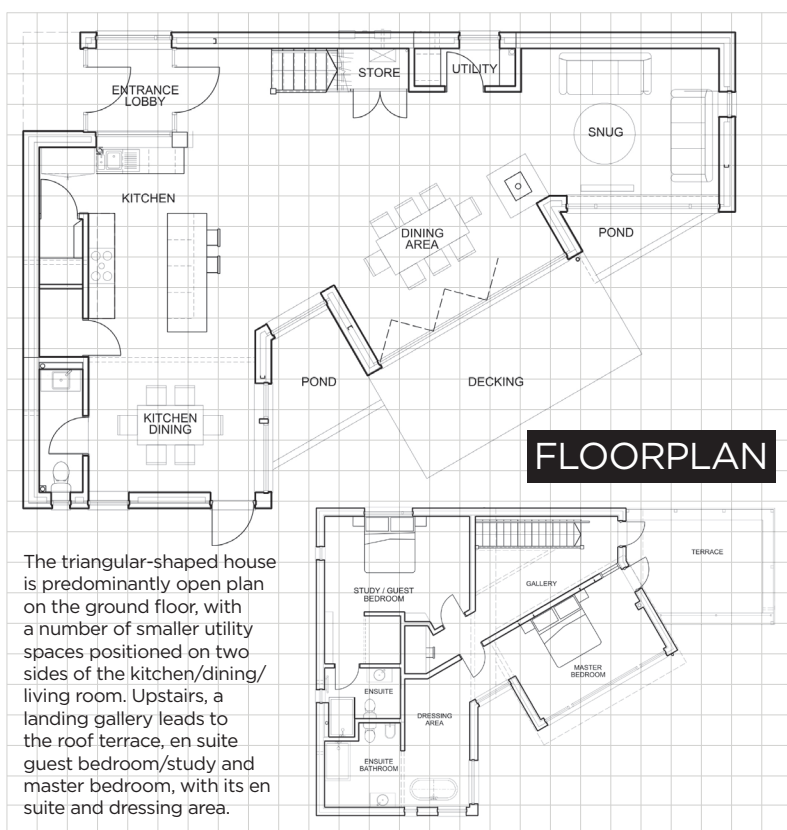 ENTRANCE
LOBBY
STORE
UTILITY
SNUG
KITCHEN
DINING
AREA
POND
POND
DECKING
KITCHEN
DINING
FLOORPLAN
The triangular-shaped house
is predominantly open plan
on the ground floor, with
a number of smaller utility
spaces positioned on two
sides of the kitchen/dining/
living room. Upstairs, a
landing gallery leads to
the roof terrace, en suite
guest bedroom/study and
master bedroom, with its en
suite and dressing area.
TERRACE
GALLERY
STUDY / GUEST
BEDROOM
MASTER
BEDROOM
ENSUITE
DRESSING
AREA
ENSUITE
BATHROOM